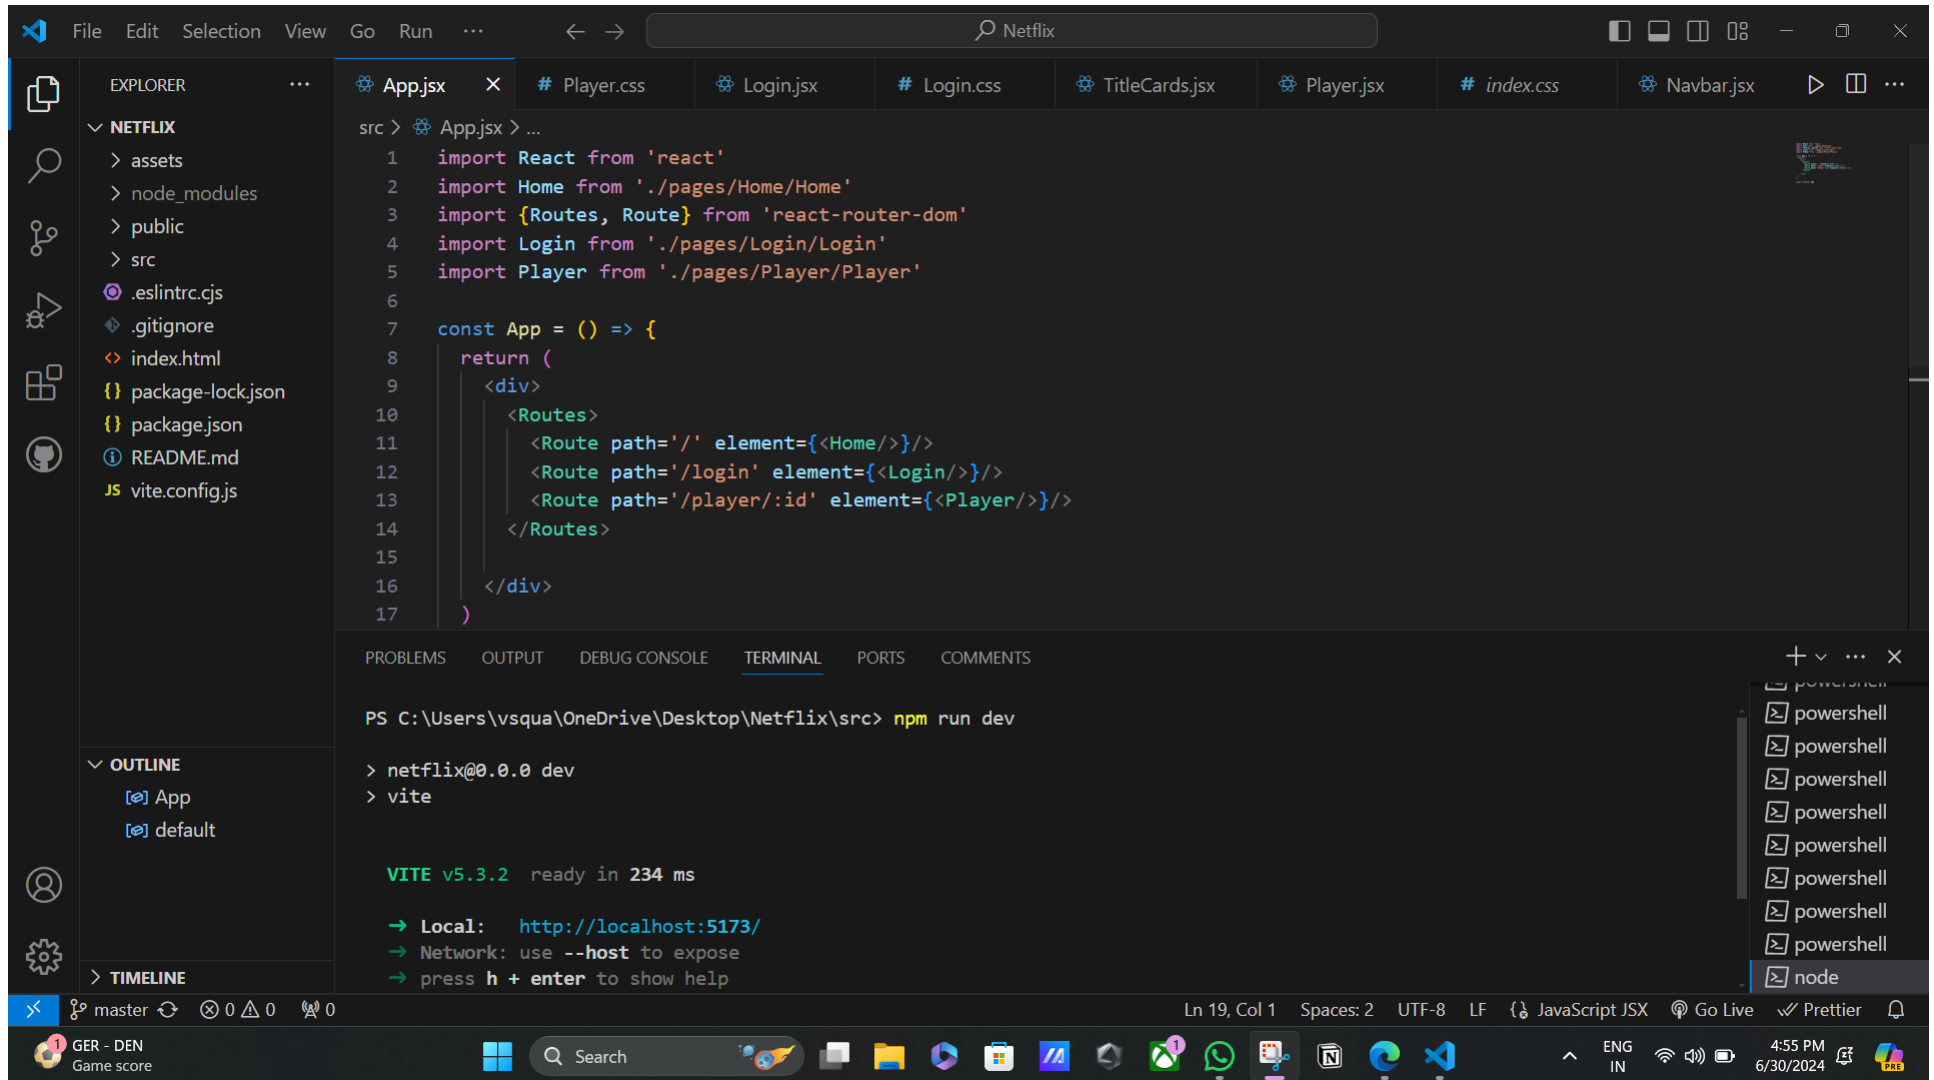 File Edit Selection View Go Run ... Netflix
EXPLORER ...
App.jsx # Player.css Login.jsx # Login.css TitleCards.jsx Player.jsx # index.css Navbar.jsx ...
NETFLIX
assets
node_modules
public
src
.eslintrc.cjs
.gitignore
<> index.html
{} package-lock.json
{} package.json
README.md
JS vite.config.js
OUTLINE
App
default
TIMELINE
src > App.jsx > ...
1 import React from 'react'
2 import Home from './pages/Home/Home'
3 import {Routes, Route} from 'react-router-dom'
4 import Login from './pages/Login/Login'
5 import Player from './pages/Player/Player'
6
7 const App = () => {
8 return (
9 <div>
10 <Routes>
11 <Route path='/' element={<Home/>}/>
12 <Route path='/login' element={<Login/>}/>
13 <Route path='/player/:id' element={<Player/>}/>
14 </Routes>
15
16 </div>
17 )
PROBLEMS OUTPUT DEBUG CONSOLE TERMINAL PORTS COMMENTS
PS C:\Users\vsqua\OneDrive\Desktop\Netflix\src> npm run dev
> netflix@0.0.0 dev
> vite
VITE v5.3.2 ready in 234 ms
➜ Local: http://localhost:5173/
➜ Network: use --host to expose
➜ press h + enter to show help
powershell
powershell
powershell
powershell
powershell
powershell
powershell
powershell
powershell
node
master 0 0 0 Ln 19, Col 1 Spaces: 2 UTF-8 LF JavaScript JSX Go Live Prettier
1 GER - DEN
Game score
Search
1
ENG
IN
4:55 PM
6/30/2024
PRE